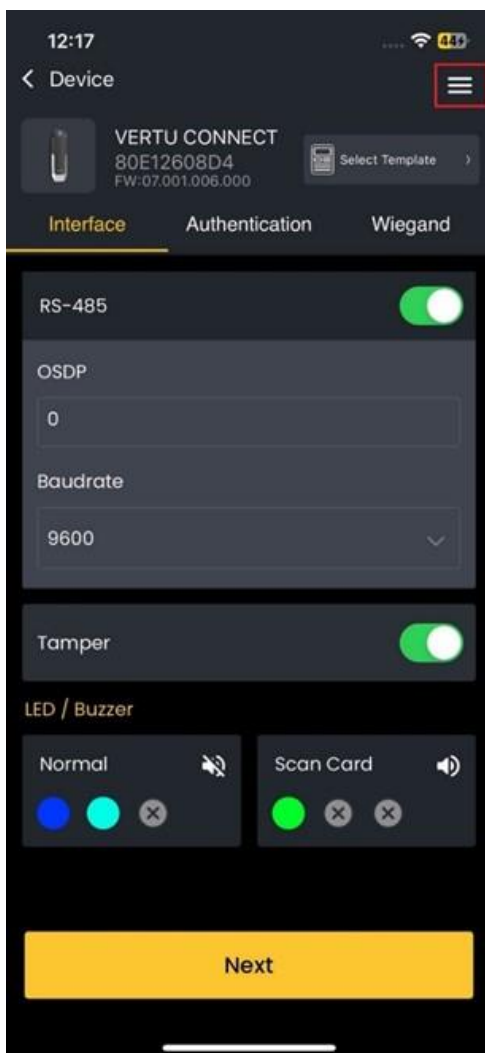 12:17
44
Device
VERTU CONNECT
80E12608D4
FW:07.001.006.000
Select Template
Interface Authentication Wiegand
RS-485
OSDP
0
Baudrate
9600
Tamper
LED / Buzzer
Normal Scan Card
Next